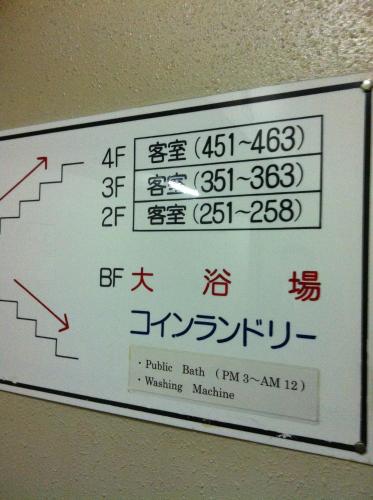 4F 客室(451~463)
3F 客室(351~363)
2F 客室(251~258)
BF 大浴場
コインランドリー
・Public Bath (PM 3~AM 12)
・Washing Machine